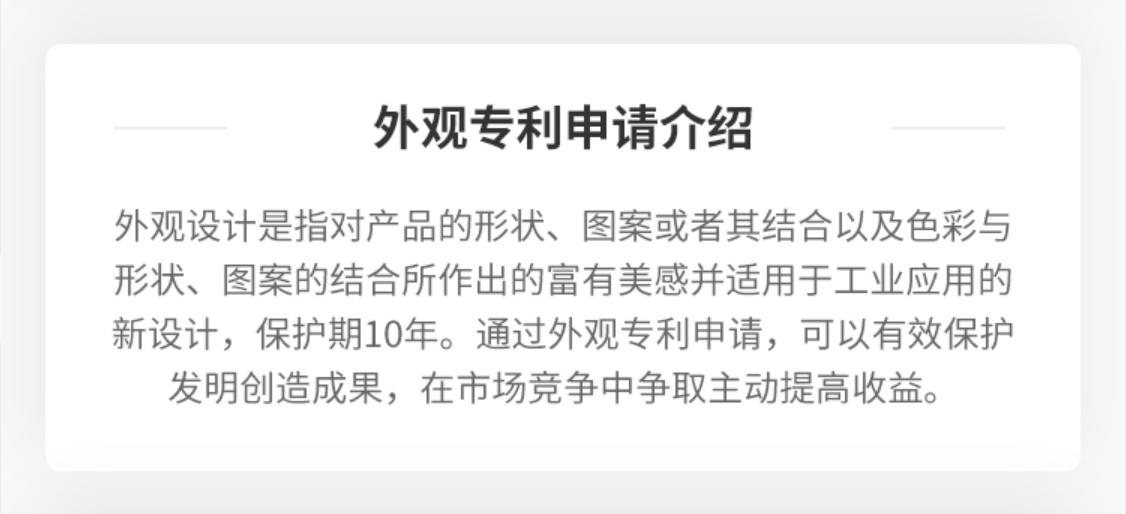 外观专利申请介绍
外观设计是指对产品的形状、图案或者其结合以及色彩与
形状、图案的结合所作出的富有美感并适用于工业应用的
新设计，保护期10年。通过外观专利申请，可以有效保护
发明创造成果，在市场竞争中争取主动提高收益。